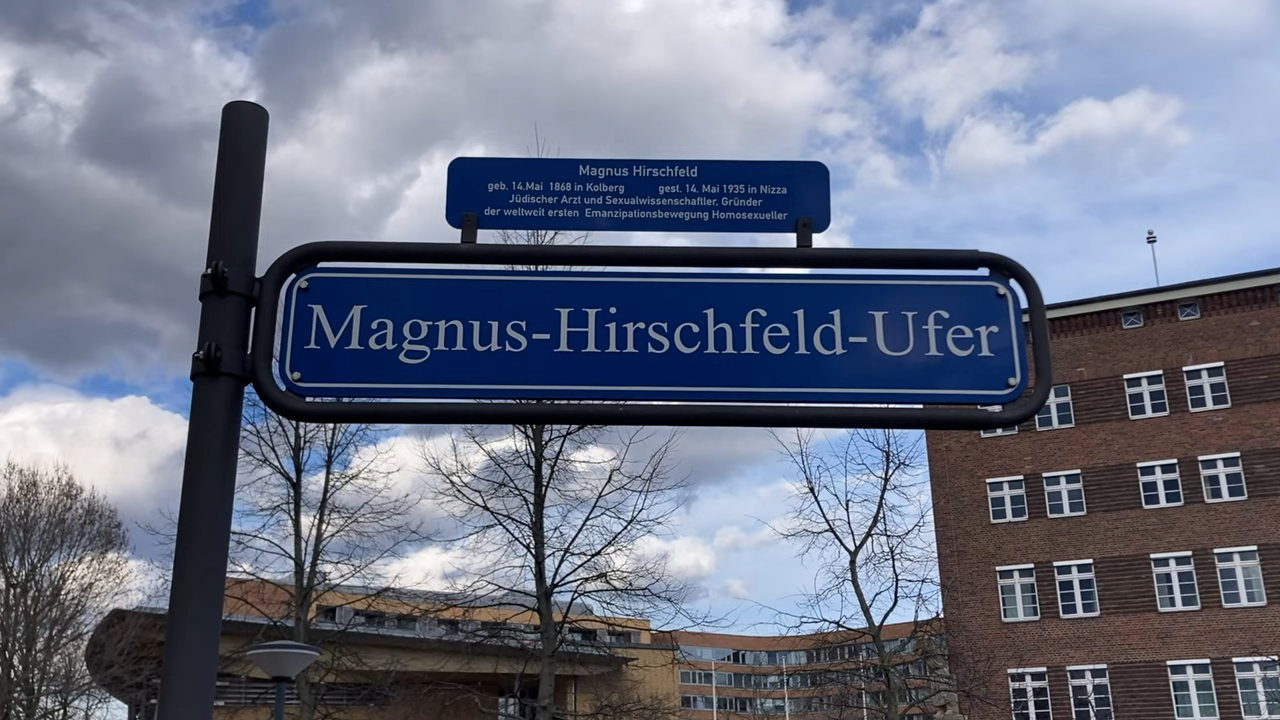 Magnus Hirschfeld
geb. 14.Mai 1868 in Kolberg gest. 14. Mai 1935 in Nizza
Jüdischer Arzt und Sexualwissenschaftler, Gründer
der weltweit ersten Emanzipationsbewegung Homosexueller
Magnus-Hirschfeld-Ufer